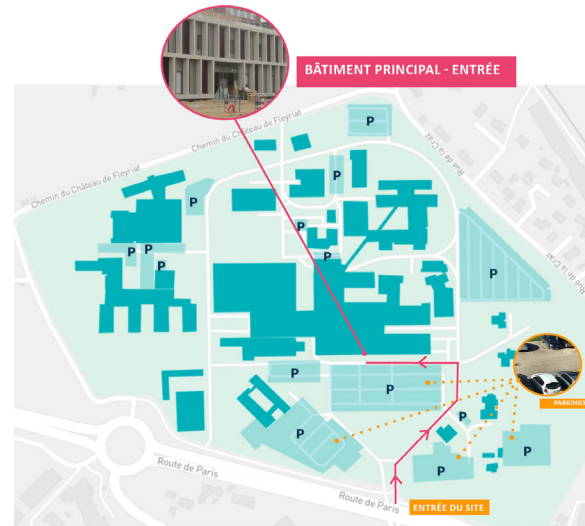 BÂTIMENT PRINCIPAL - ENTRÉE
Chemin du Château de Fleyriat
P
Rue de la Craz
Chemin du Château de Fleyriat
P
P
P
P
P
P
P
P
Rue de la Craz
P
P
PARKINGS
P
P
P
P
Route de Paris
Route de Paris
ENTRÉE DU SITE